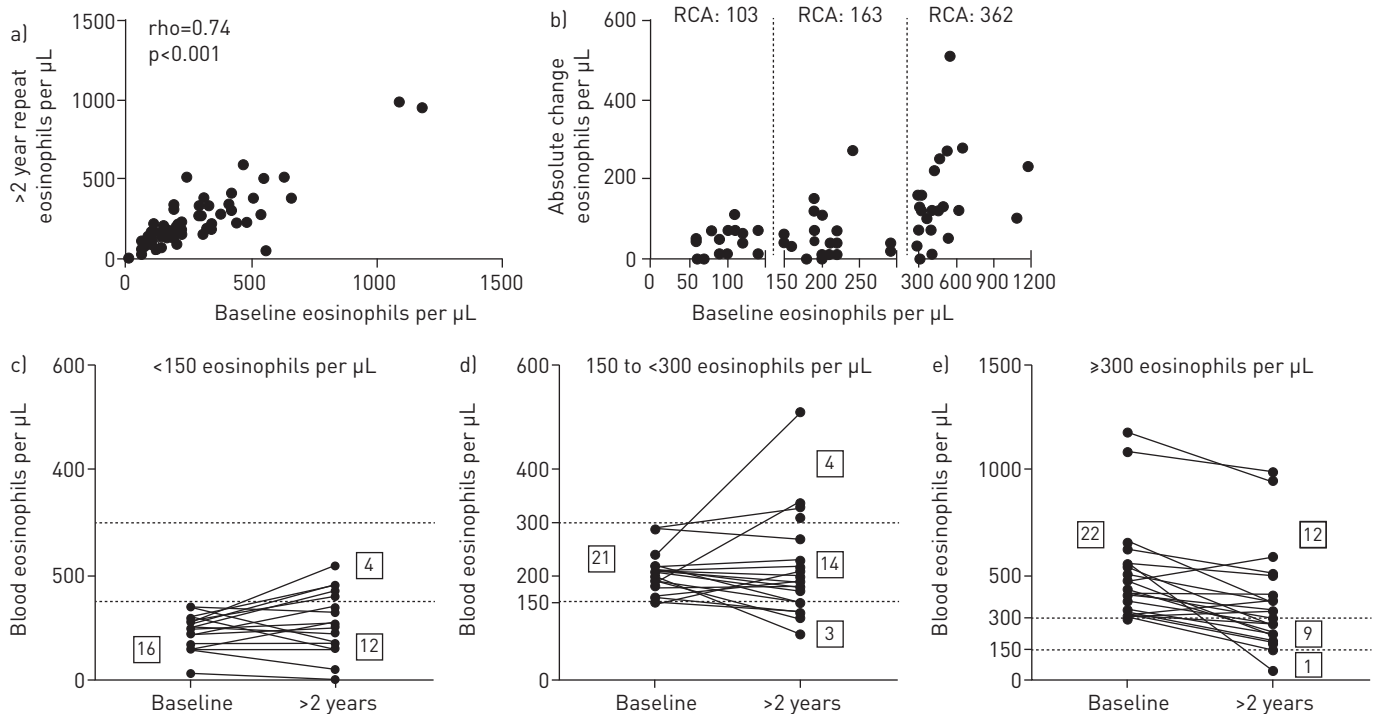 a)
rho=0.74
p<0.001
>2 year repeat
eosinophils per µL
1500
1000
500
0
0
500
1000
1500
Baseline eosinophils per µL
b)
RCA: 103
RCA: 163
RCA: 362
Absolute change
eosinophils per µL
600
400
200
0
0
50
100
150
200
250
300
600
900
1200
Baseline eosinophils per µL
c)
<150 eosinophils per µL
Blood eosinophils per µL
600
400
500
0
4
16
12
Baseline
>2 years
d)
150 to <300 eosinophils per µL
Blood eosinophils per µL
600
400
300
200
150
0
4
21
14
3
Baseline
>2 years
e)
⩾300 eosinophils per µL
Blood eosinophils per µL
1500
1000
500
300
150
0
22
12
9
1
Baseline
>2 years